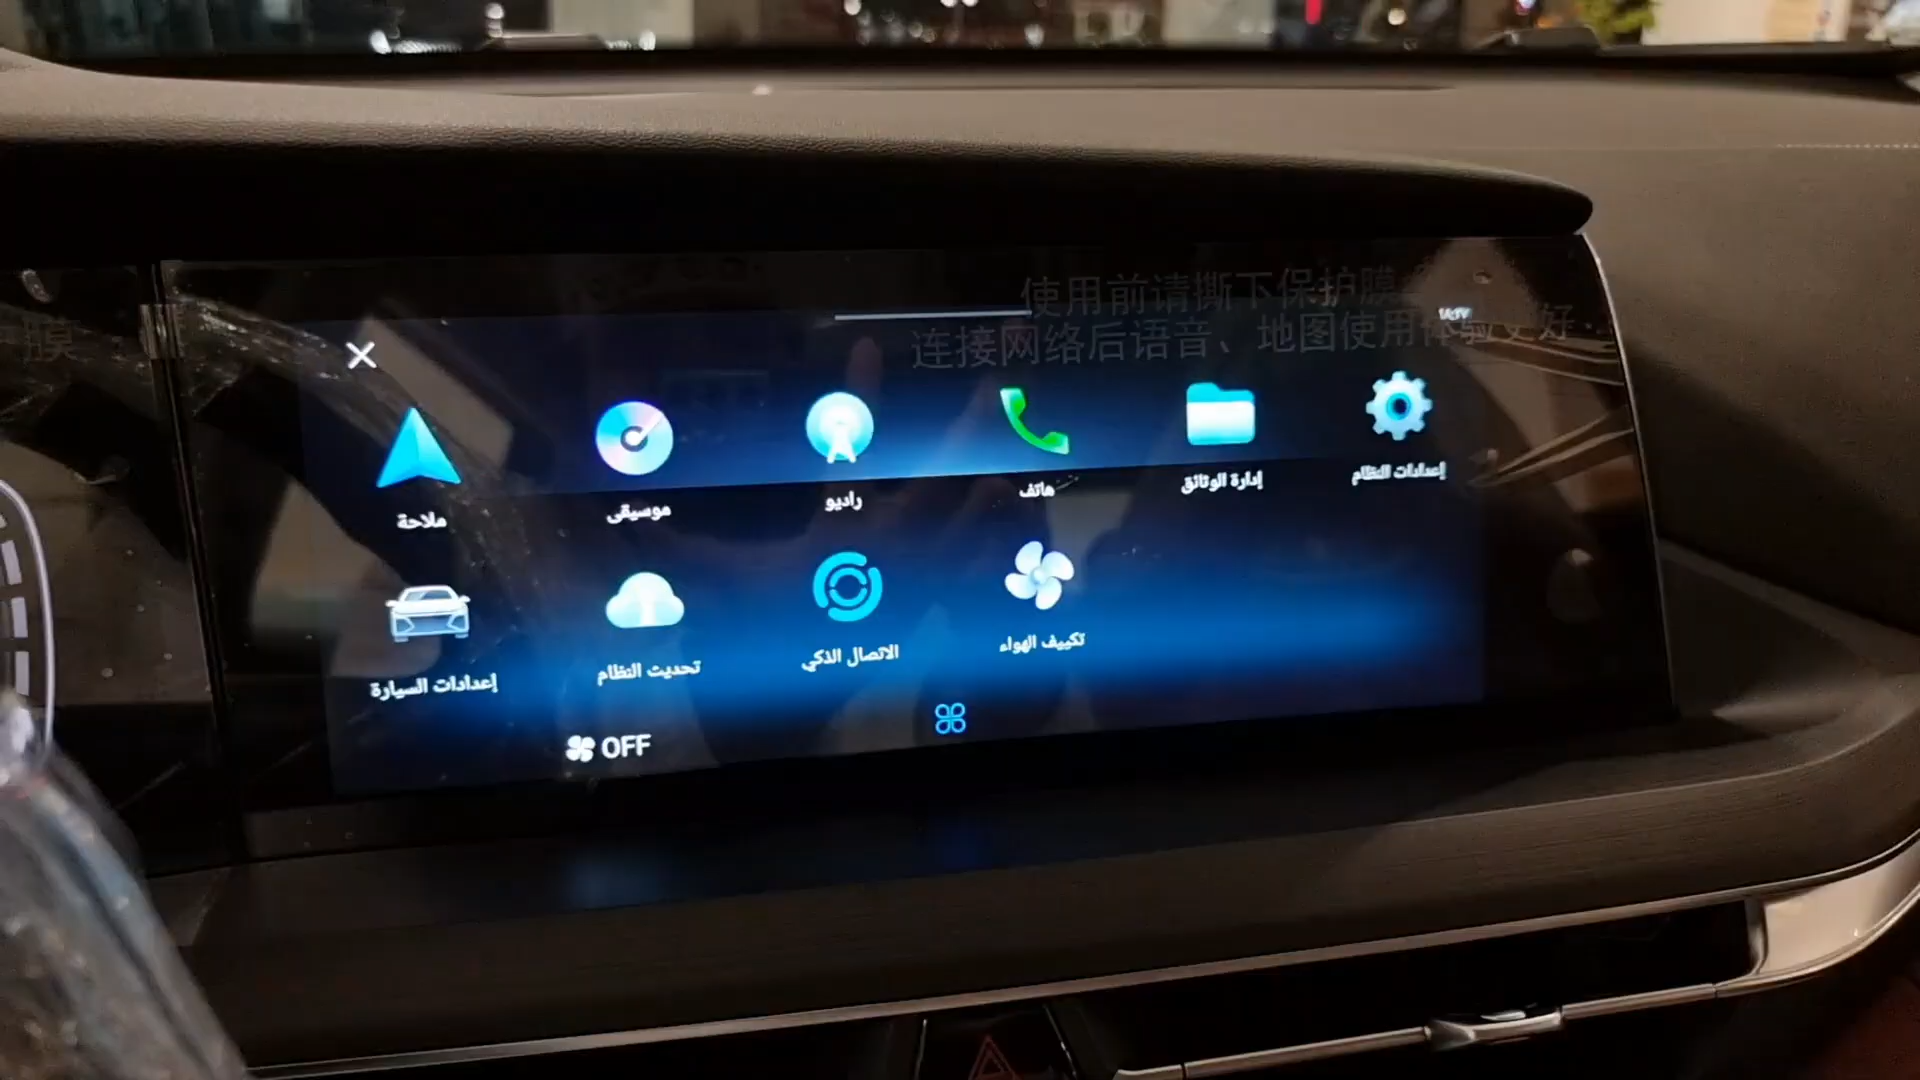 使用前请撕下保护膜
连接网络后语音、地图使用体验更好
膜
ملاحة
موسيقى
راديو
هاتف
إدارة الوثائق
إعدادات النظام
إعدادات السيارة
تحديث النظام
الاتصال الذكي
تكييف الهواء
OFF